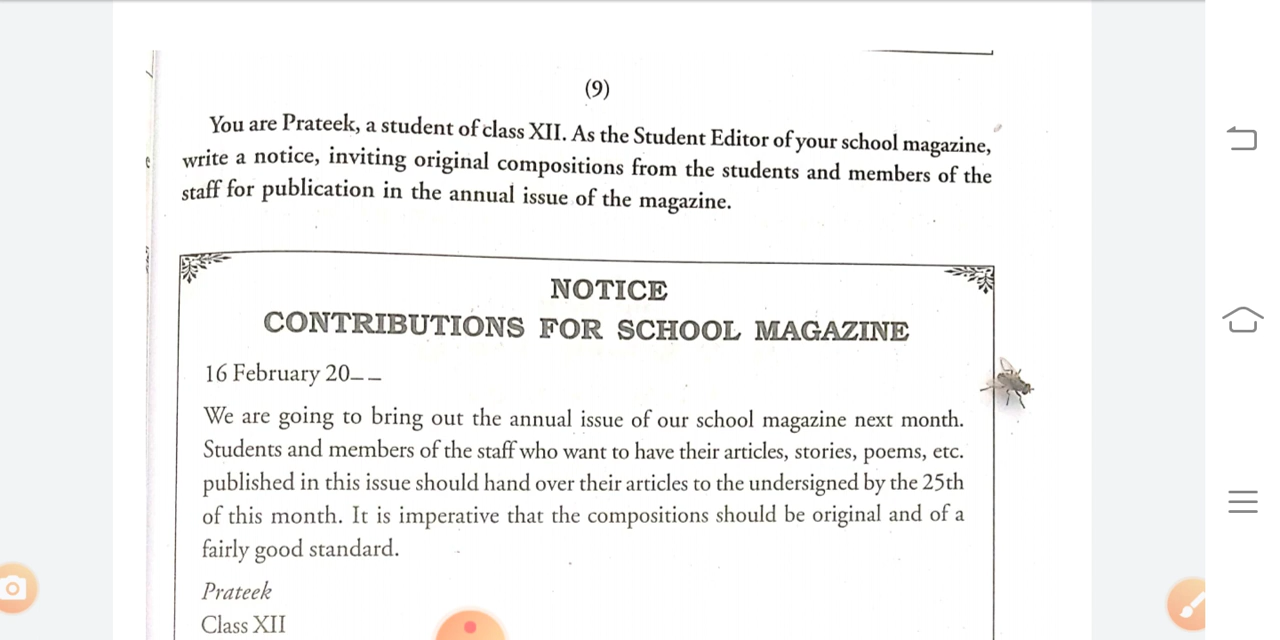 (9)
You are Prateek, a student of class XII. As the Student Editor of your school magazine,
write a notice, inviting original compositions from the students and members of the
staff for publication in the annual issue of the magazine.
NOTICE
CONTRIBUTIONS FOR SCHOOL MAGAZINE
16 February 20_ _
We are going to bring out the annual issue of our school magazine next month.
Students and members of the staff who want to have their articles, stories, poems, etc.
published in this issue should hand over their articles to the undersigned by the 25th
of this month. It is imperative that the compositions should be original and of a
fairly good standard.
Prateek
Class XII